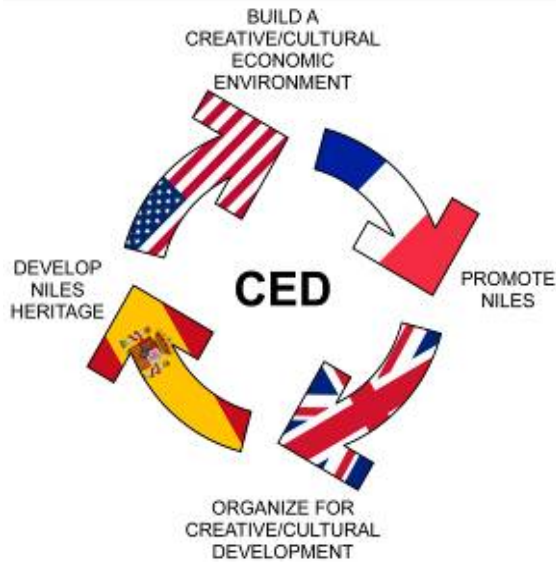 BUILD A
CREATIVE/CULTURAL
ECONOMIC
ENVIRONMENT
DEVELOP
NILES
HERITAGE
CED
PROMOTE
NILES
ORGANIZE FOR
CREATIVE/CULTURAL
DEVELOPMENT